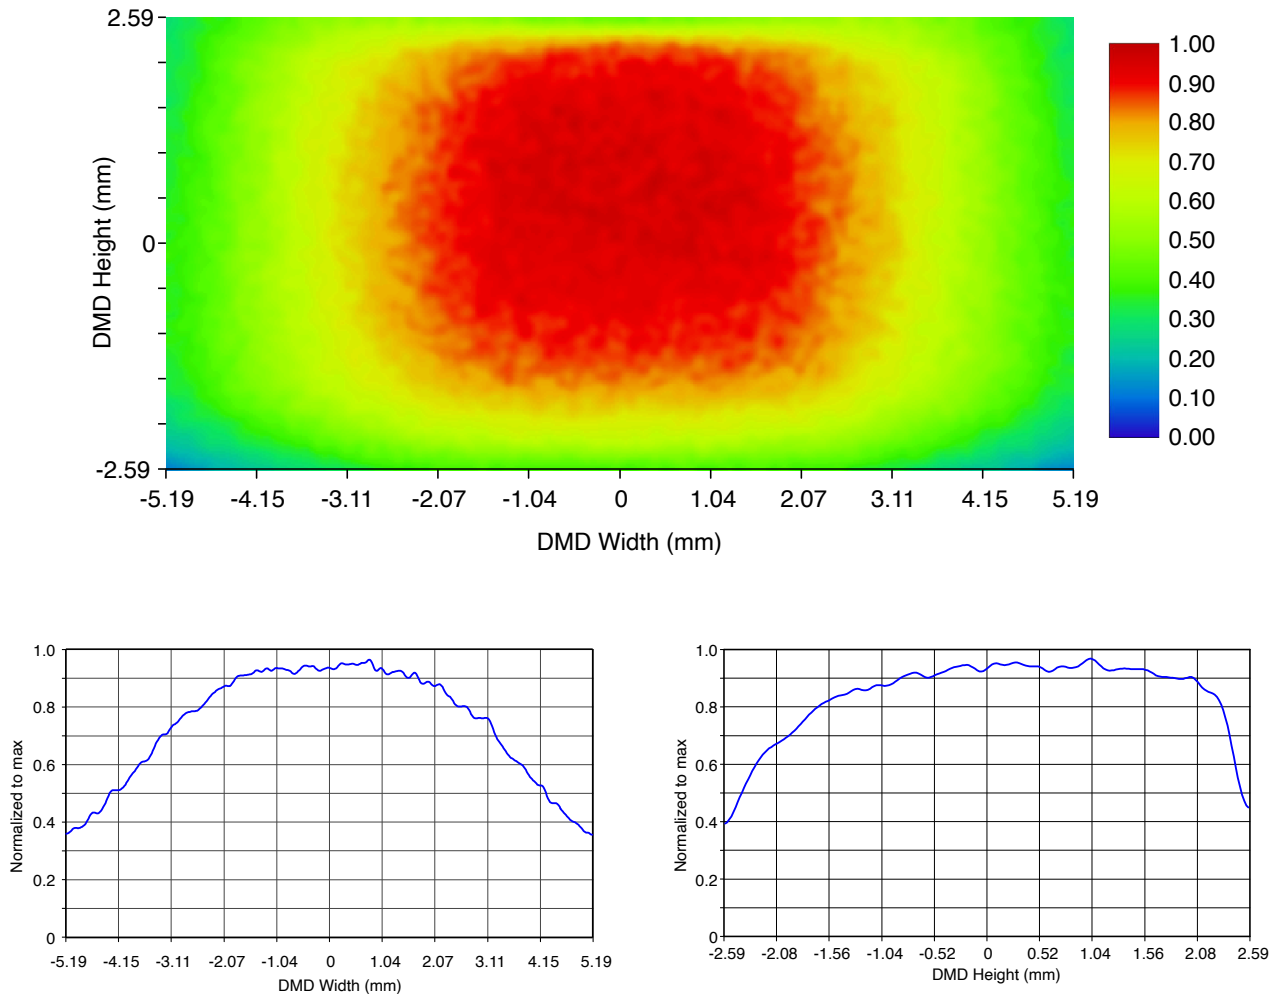 2.59
0
-2.59
DMD Height (mm)
-5.19 -4.15 -3.11 -2.07 -1.04 0 1.04 2.07 3.11 4.15 5.19
DMD Width (mm)
1.00
0.90
0.80
0.70
0.60
0.50
0.40
0.30
0.20
0.10
0.00
1.0
0.8
0.6
0.4
0.2
0
Normalized to max
-5.19 -4.15 -3.11 -2.07 -1.04 0 1.04 2.07 3.11 4.15 5.19
DMD Width (mm)
1.0
0.8
0.6
0.4
0.2
0
Normalized to max
-2.59 -2.08 -1.56 -1.04 -0.52 0 0.52 1.04 1.56 2.08 2.59
DMD Height (mm)